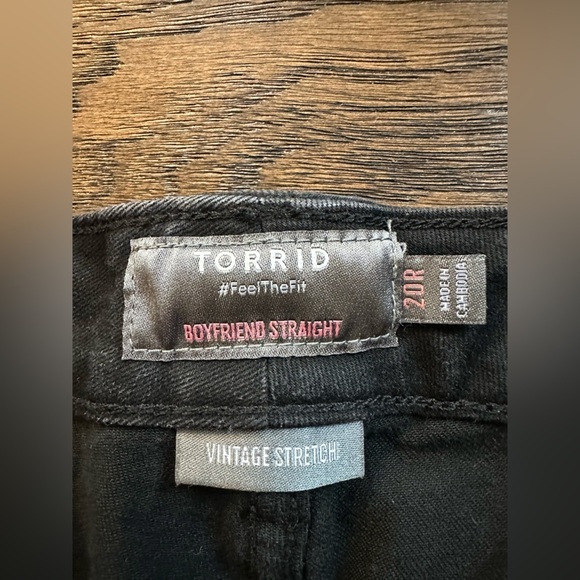 TORRID
#FeelTheFit
BOYFRIEND STRAIGHT
20R
MADE IN
CAMBODIA
VINTAGE STRETCH